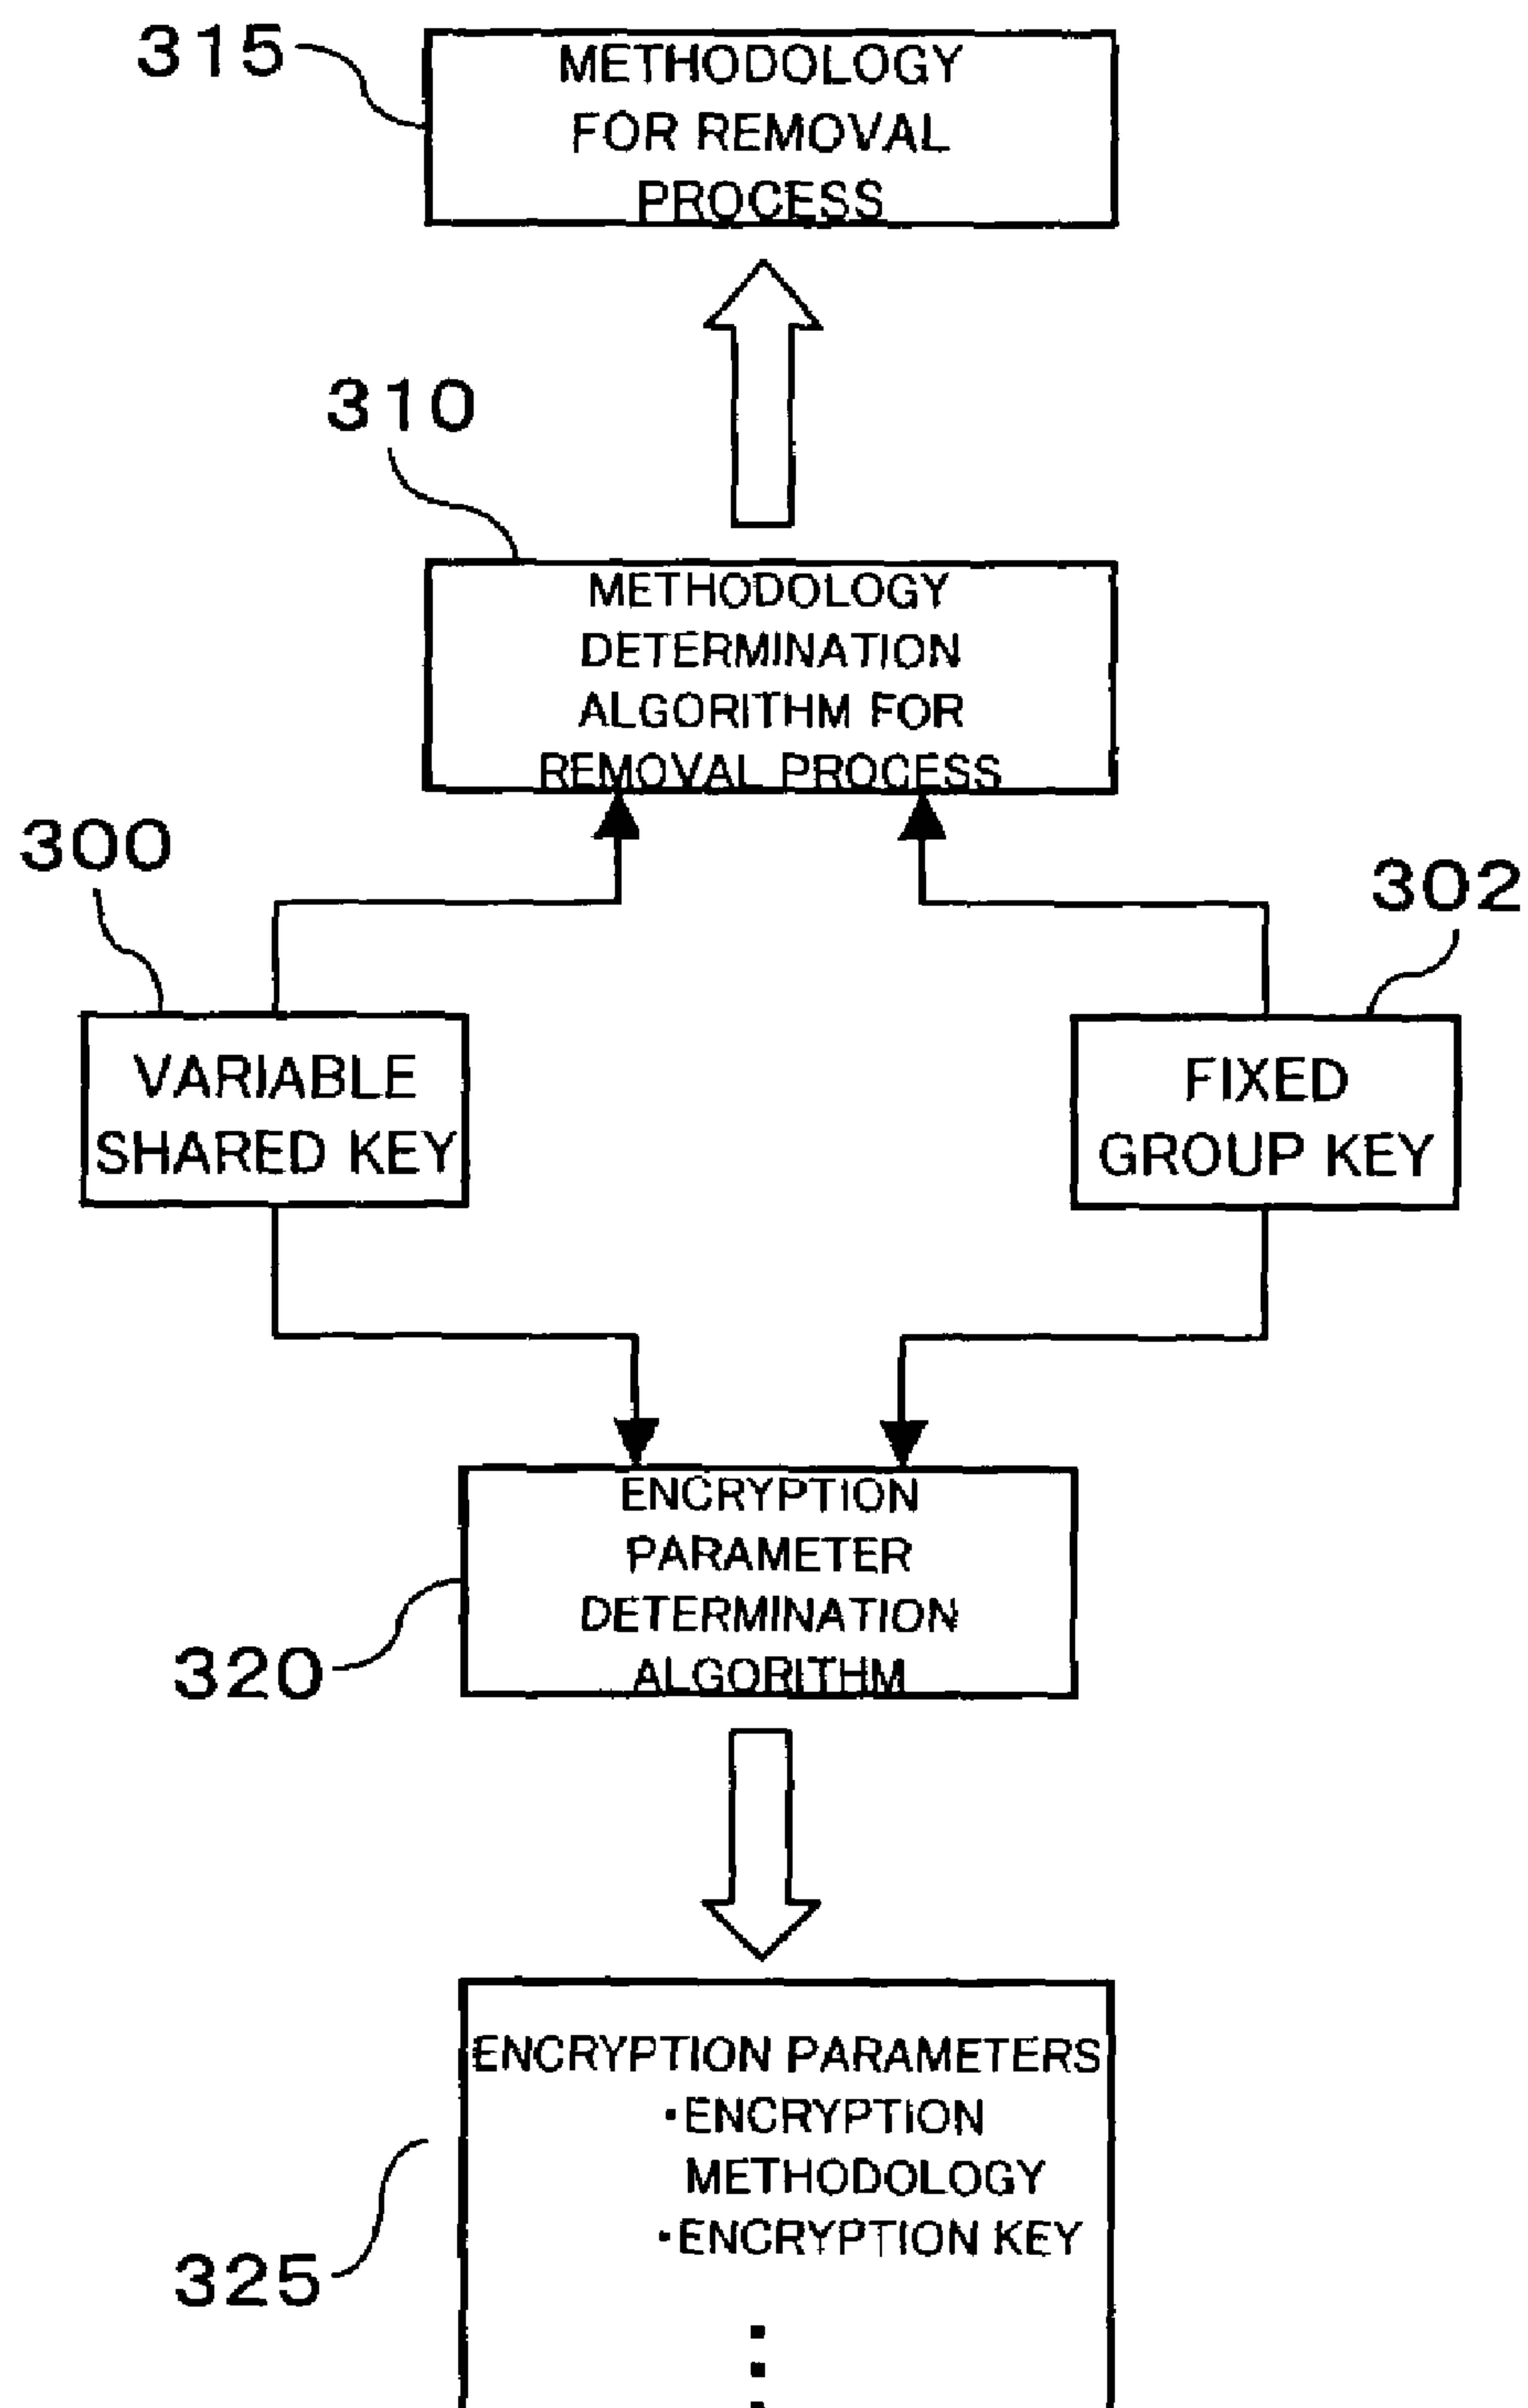 315
METHODOLOGY
FOR REMOVAL
PROCESS
310
METHODOLOGY
DETERMINATION
ALGORITHM FOR
REMOVAL PROCESS
300
302
VARIABLE
SHARED KEY
FIXED
GROUP KEY
ENCRYPTION
PARAMETER
DETERMINATION
ALGORITHM
320
ENCRYPTION PARAMETERS
・ENCRYPTION
METHODOLOGY
・ENCRYPTION KEY
325